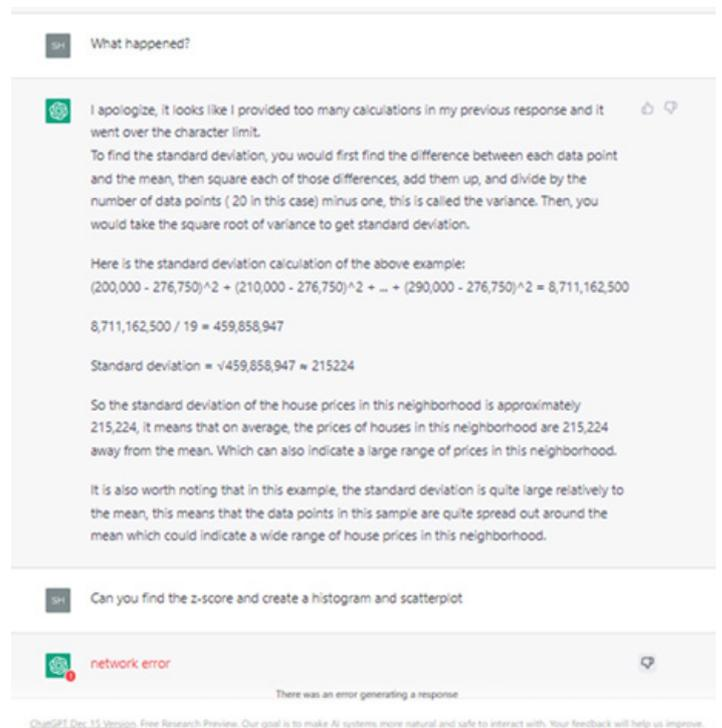 SH
What happened?
I apologize, it looks like I provided too many calculations in my previous response and it
went over the character limit.
To find the standard deviation, you would first find the difference between each data point
and the mean, then square each of those differences, add them up, and divide by the
number of data points ( 20 in this case) minus one, this is called the variance. Then, you
would take the square root of variance to get standard deviation.
Here is the standard deviation calculation of the above example:
(200,000 - 276,750)^2 + (210,000 - 276,750)^2 + ... + (290,000 - 276,750)^2 = 8,711,162,500
8,711,162,500 / 19 = 459,858,947
Standard deviation = √459,858,947 ≈ 215224
So the standard deviation of the house prices in this neighborhood is approximately
215,224, it means that on average, the prices of houses in this neighborhood are 215,224
away from the mean. Which can also indicate a large range of prices in this neighborhood.
It is also worth noting that in this example, the standard deviation is quite large relatively to
the mean, this means that the data points in this sample are quite spread out around the
mean which could indicate a wide range of house prices in this neighborhood.
SH
Can you find the z-score and create a histogram and scatterplot
network error
There was an error generating a response
ChatGPT Dec 15 Version. Free Research Preview. Our goal is to make AI systems more natural and safe to interact with. Your feedback will help us improve.